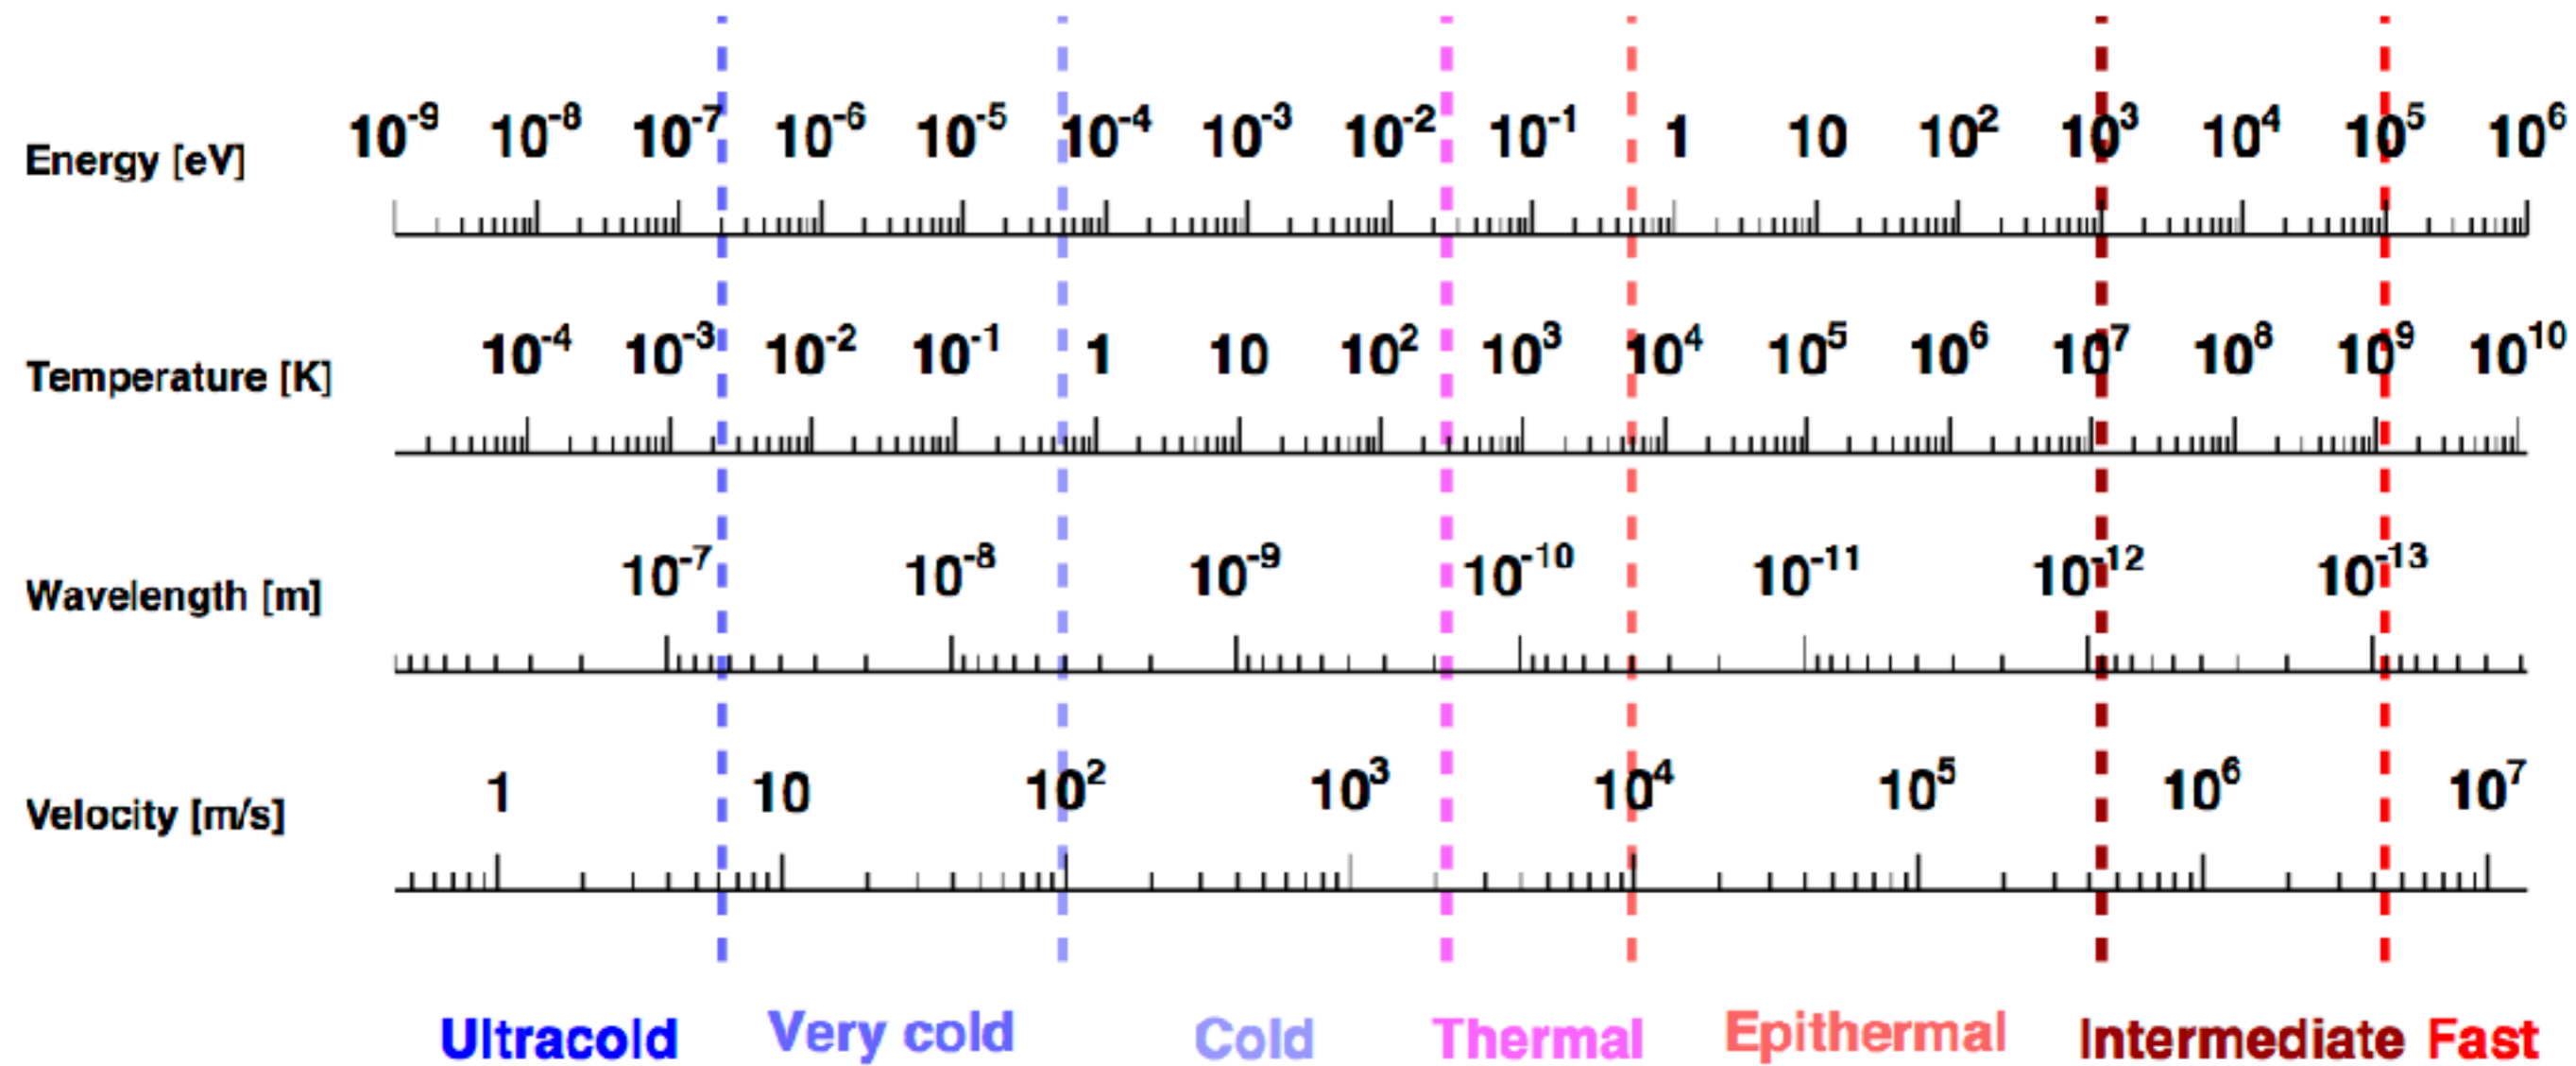 Energy [eV] 10⁻⁹ 10⁻⁸ 10⁻⁷ 10⁻⁶ 10⁻⁵ 10⁻⁴ 10⁻³ 10⁻² 10⁻¹ 1 10 10² 10³ 10⁴ 10⁵ 10⁶
Temperature [K] 10⁻⁴ 10⁻³ 10⁻² 10⁻¹ 1 10 10² 10³ 10⁴ 10⁵ 10⁶ 10⁷ 10⁸ 10⁹ 10¹⁰
Wavelength [m] 10⁻⁷ 10⁻⁸ 10⁻⁹ 10⁻¹⁰ 10⁻¹¹ 10⁻¹² 10⁻¹³
Velocity [m/s] 1 10 10² 10³ 10⁴ 10⁵ 10⁶ 10⁷
Ultracold Very cold Cold Thermal Epithermal Intermediate Fast